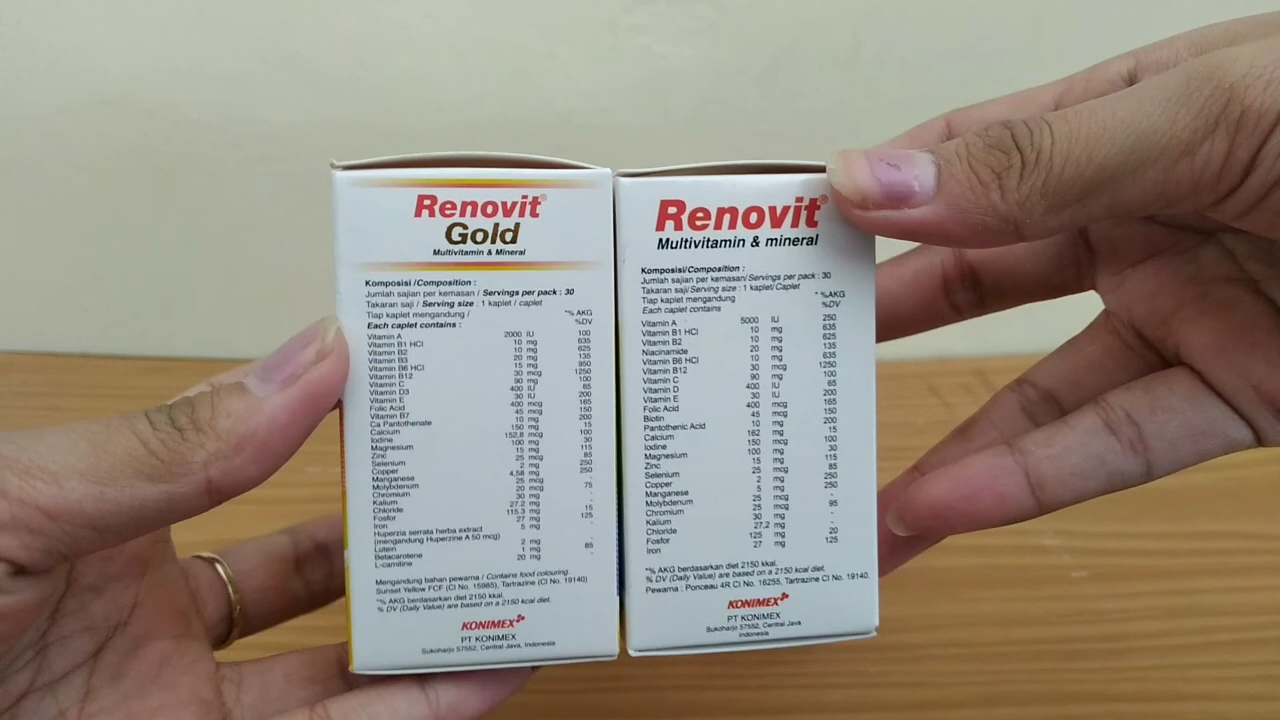 Renovit®
Gold
Multivitamin & Mineral
Komposisi /Composition :
Jumlah sajian per kemasan/ Servings per pack : 30
Takaran saji / Serving size : 1 kaplet / caplet
Tiap kaplet mengandung / *% AKG
Each caplet contains : %DV
Vitamin A 2000 IU 100
Vitamin B1 HCl 10 mg 635
Vitamin B2 10 mg 625
Vitamin B3 20 mg 135
Vitamin B6 HCl 15 mg 950
Vitamin B12 30 mcg 1250
Vitamin C 90 mg 100
Vitamin D3 400 IU 65
Vitamin E 30 IU 200
Folic Acid 400 mcg 165
Vitamin B7 45 mcg 150
Ca Pantothenate 10 mg 200
Calcium 150 mg 15
Iodine 152,8 mcg 100
Magnesium 100 mg 30
Zinc 15 mg 115
Selenium 25 mcg 85
Copper 2 mg 250
Manganese 4,58 mg 250
Molybdenum 25 mcg -
Chromium 20 mcg 75
Kalium 30 mg -
Chloride 27,2 mg -
Fosfor 115.3 mg 15
Iron 27 mg 125
Huperzia serrata herba extract 5 mg -
(mengandung Huperzine A 50 mcg)
Lutein 2 mg -
Betacarotene 1 mg 85
L-carnitine 20 mg -
Mengandung bahan pewarna / Contains food colouring.
Sunset Yellow FCF (CI No. 15985), Tartrazine (CI No. 19140)
*% AKG berdasarkan diet 2150 kkal.
% DV (Daily Value) are based on a 2150 kcal diet.
KONIMEX
PT KONIMEX
Sukoharjo 57552, Central Java, Indonesia
Renovit®
Multivitamin & mineral
Komposisi/Composition :
Jumlah sajian per kemasan/ Servings per pack : 30
Takaran saji/ Serving size : 1 kaplet/ Caplet
Tiap kaplet mengandung * %AKG
Each caplet contains %DV
Vitamin A 5000 IU 250
Vitamin B1 HCl 10 mg 635
Vitamin B2 10 mg 625
Niacinamide 20 mg 135
Vitamin B6 HCl 10 mg 635
Vitamin B12 30 mcg 1250
Vitamin C 90 mg 100
Vitamin D 400 IU 65
Vitamin E 30 IU 200
Folic Acid 400 mcg 165
Biotin 45 mcg 150
Pantothenic Acid 10 mg 200
Calcium 162 mg 15
Iodine 150 mcg 100
Magnesium 100 mg 30
Zinc 15 mg 115
Selenium 25 mcg 85
Copper 2 mg 250
Manganese 5 mg 250
Molybdenum 25 mcg -
Chromium 25 mcg 95
Kalium 30 mg -
Chloride 27,2 mg -
Fosfor 125 mg 20
Iron 27 mg 125
*% AKG berdasarkan diet 2150 kkal.
% DV (Daily Value) are based on a 2150 kcal diet.
Pewarna : Ponceau 4R CI No. 16255, Tartrazine CI No. 19140.
KONIMEX
PT KONIMEX
Sukoharjo 57552, Central Java
Indonesia